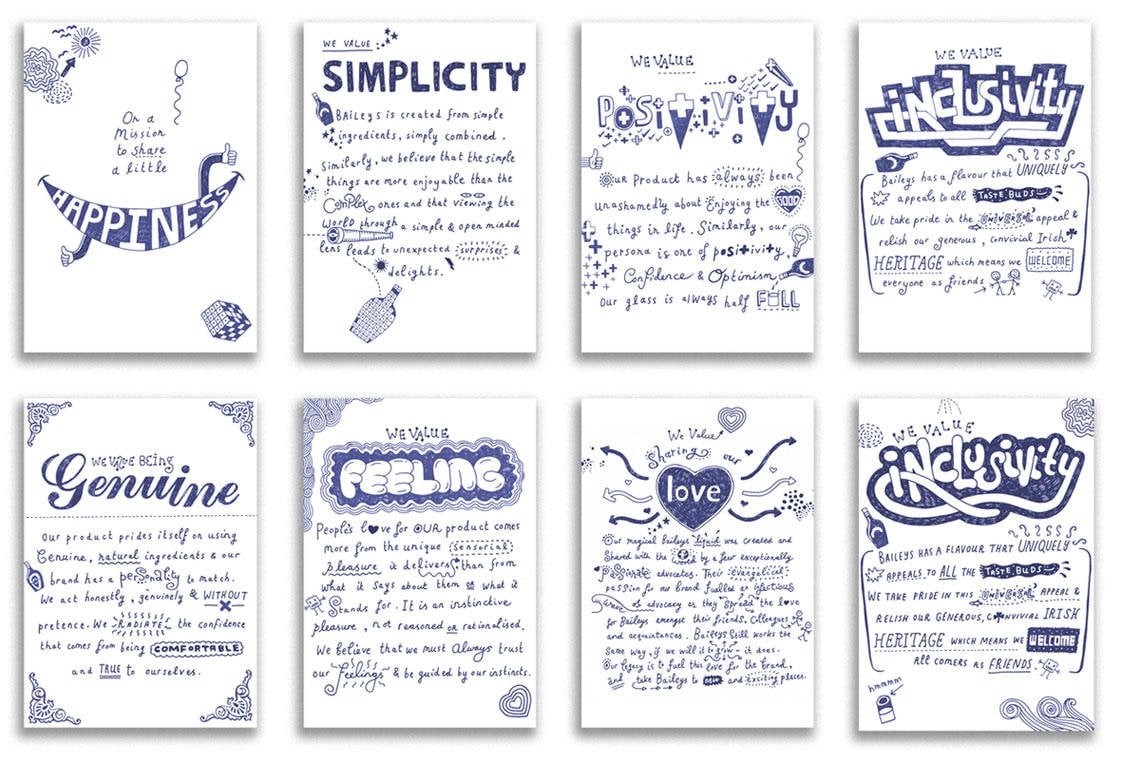 On a
Mission
to share
a little
HAPPINESS
WE VALUE
SIMPLICITY
BAILEYS is created from simple
ingredients, simply combined.
Similarly, we believe that the simple
things are more enjoyable than the
Complex ones and that viewing the
World through a simple & open minded
lens leads to unexpected surprises &
delights.
WE VALUE
POSITIVITY
Our Product has always been
unashamedly about Enjoying the GOOD
things in life. Similarly, our
persona is one of positivity,
Confidence & Optimism
Our glass is always half FULL
WE VALUE
iNCLUSiVity
Baileys has a flavour that UNIQUELY
appeals to all TASTE BUDS
We take pride in the UNIVERSAL appeal &
relish our generous, convivial Irish
HERITAGE which means we WELCOME
everyone as friends
WE VALUE BEING
Genuine
Our product prides itself on using
Genuine, natural ingredients & our
brand has a personality to match.
We act honestly, genuinely & WITHOUT
pretence. We RADIATE the confidence
that comes from being COMFORTABLE
and TRUE to ourselves.
WE VALUE
FEELING
People's love for OUR product comes
more from the unique Sensorial
pleasure it delivers than from
what it says about them or what it
Stands for. It is an instinctive
pleasure, not reasoned or rationalised.
We believe that we must Always trust
our Feelings & be guided by our instincts.
We Value
Sharing our
love
Our magical Baileys liquid was created and
Shared with the world by a few exceptionally
Passionate advocates. Their evangelical
passion for our brand fuelled an infectious
of advocacy as they spread the love
for Baileys amongst their friends, Colleagues
and acquaintances. Baileys still works the
same way, if we will it to grow - it does.
Our legacy is to fuel this love for the brand,
and take Baileys to new and exciting places.
WE VALUE
iNCLUSiVity
BAILEYS HAS A FLAVOUR THAT UNIQUELY
APPEALS TO ALL THE TASTE BUDS
WE TAKE PRIDE IN THIS UNIVERSAL APPEAL &
RELISH OUR GENEROUS, CONVIVIAL IRISH
HERITAGE WHICH MEANS WE WELCOME
all comers as FRIENDS.
hmmmm